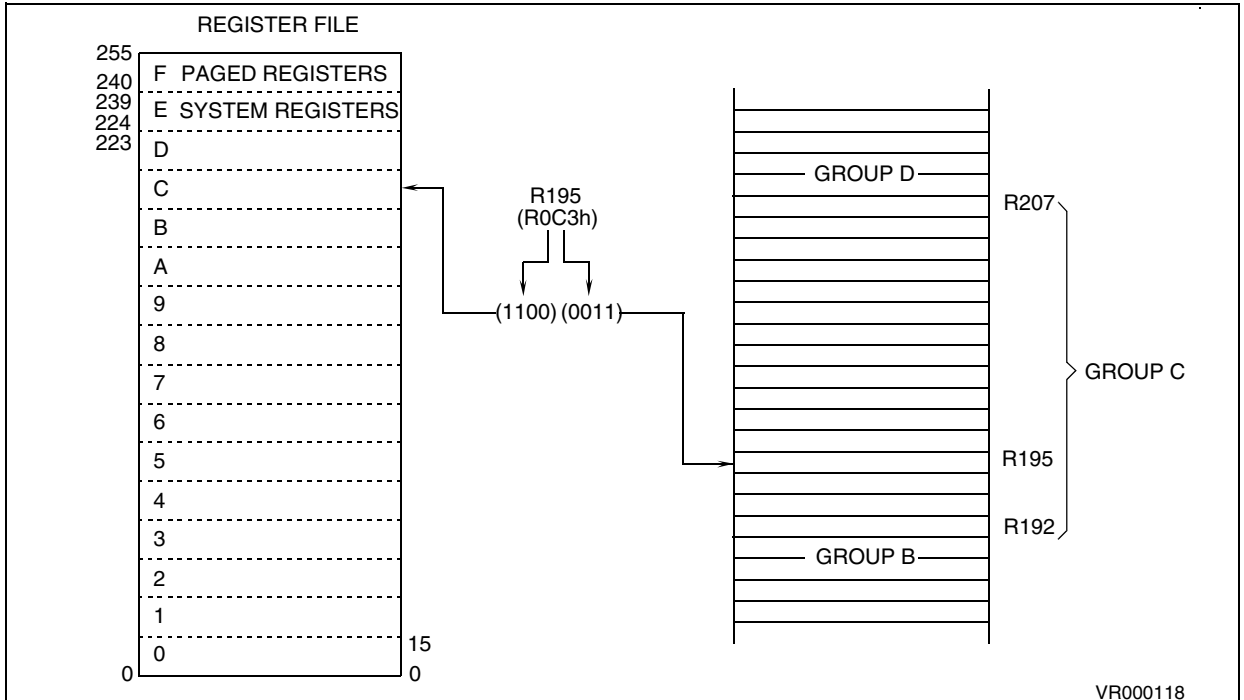 REGISTER FILE
255
240
239
224
223
F PAGED REGISTERS
E SYSTEM REGISTERS
D
C
B
A
9
8
7
6
5
4
3
2
1
0
15
0
0
R195
(R0C3h)
(1100) (0011)
GROUP D
R207
GROUP C
R195
R192
GROUP B
VR000118